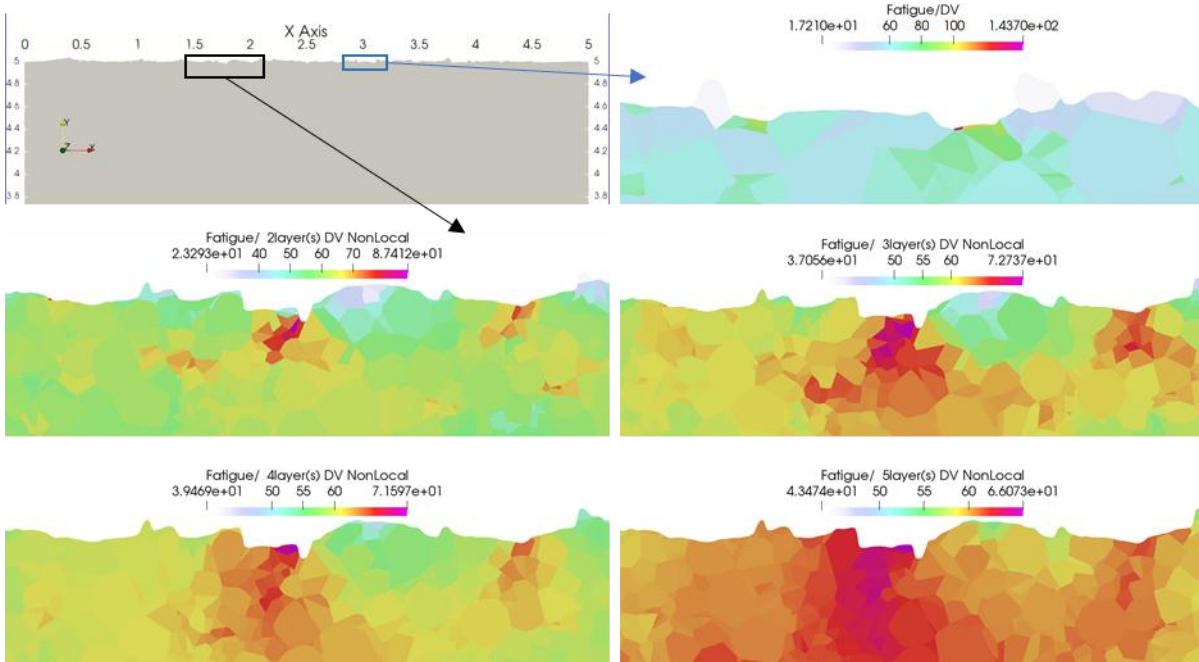 X Axis
0 0.5 1 1.5 2 2.5 3 3.5 4 4.5 5
5 5
4.8 4.8
4.6 4.6
4.4 4.4
4.2 4.2
4 4
3.8 3.8
Y
Z X
Fatigue/DV
1.7210e+01 60 80 100 1.4370e+02
Fatigue/ 2layer(s) DV NonLocal
2.3293e+01 40 50 60 70 8.7412e+01
Fatigue/ 3layer(s) DV NonLocal
3.7056e+01 50 55 60 7.2737e+01
Fatigue/ 4layer(s) DV NonLocal
3.9469e+01 50 55 60 7.1597e+01
Fatigue/ 5layer(s) DV NonLocal
4.3474e+01 50 55 60 6.6073e+01